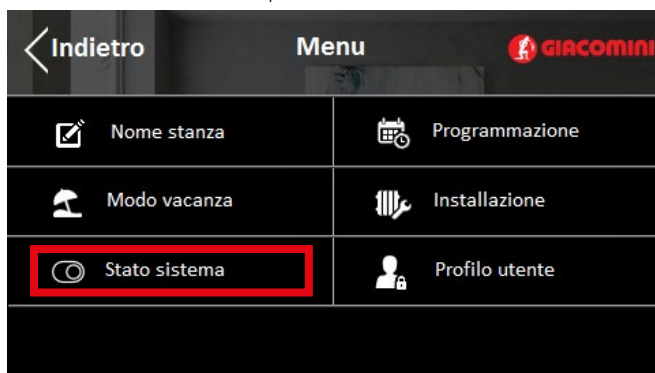 Indietro Menu GIACOMINI
Nome stanza Programmazione
Modo vacanza Installazione
Stato sistema Profilo utente